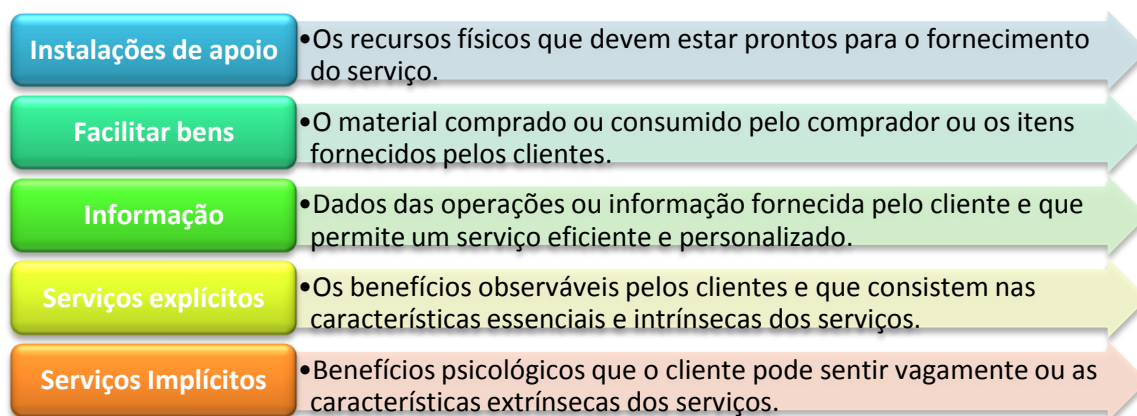 Instalações de apoio
•Os recursos físicos que devem estar prontos para o fornecimento
do serviço.
Facilitar bens
•O material comprado ou consumido pelo comprador ou os itens
fornecidos pelos clientes.
Informação
•Dados das operações ou informação fornecida pelo cliente e que
permite um serviço eficiente e personalizado.
Serviços explícitos
•Os benefícios observáveis pelos clientes e que consistem nas
características essenciais e intrínsecas dos serviços.
Serviços Implícitos
•Benefícios psicológicos que o cliente pode sentir vagamente ou as
características extrínsecas dos serviços.